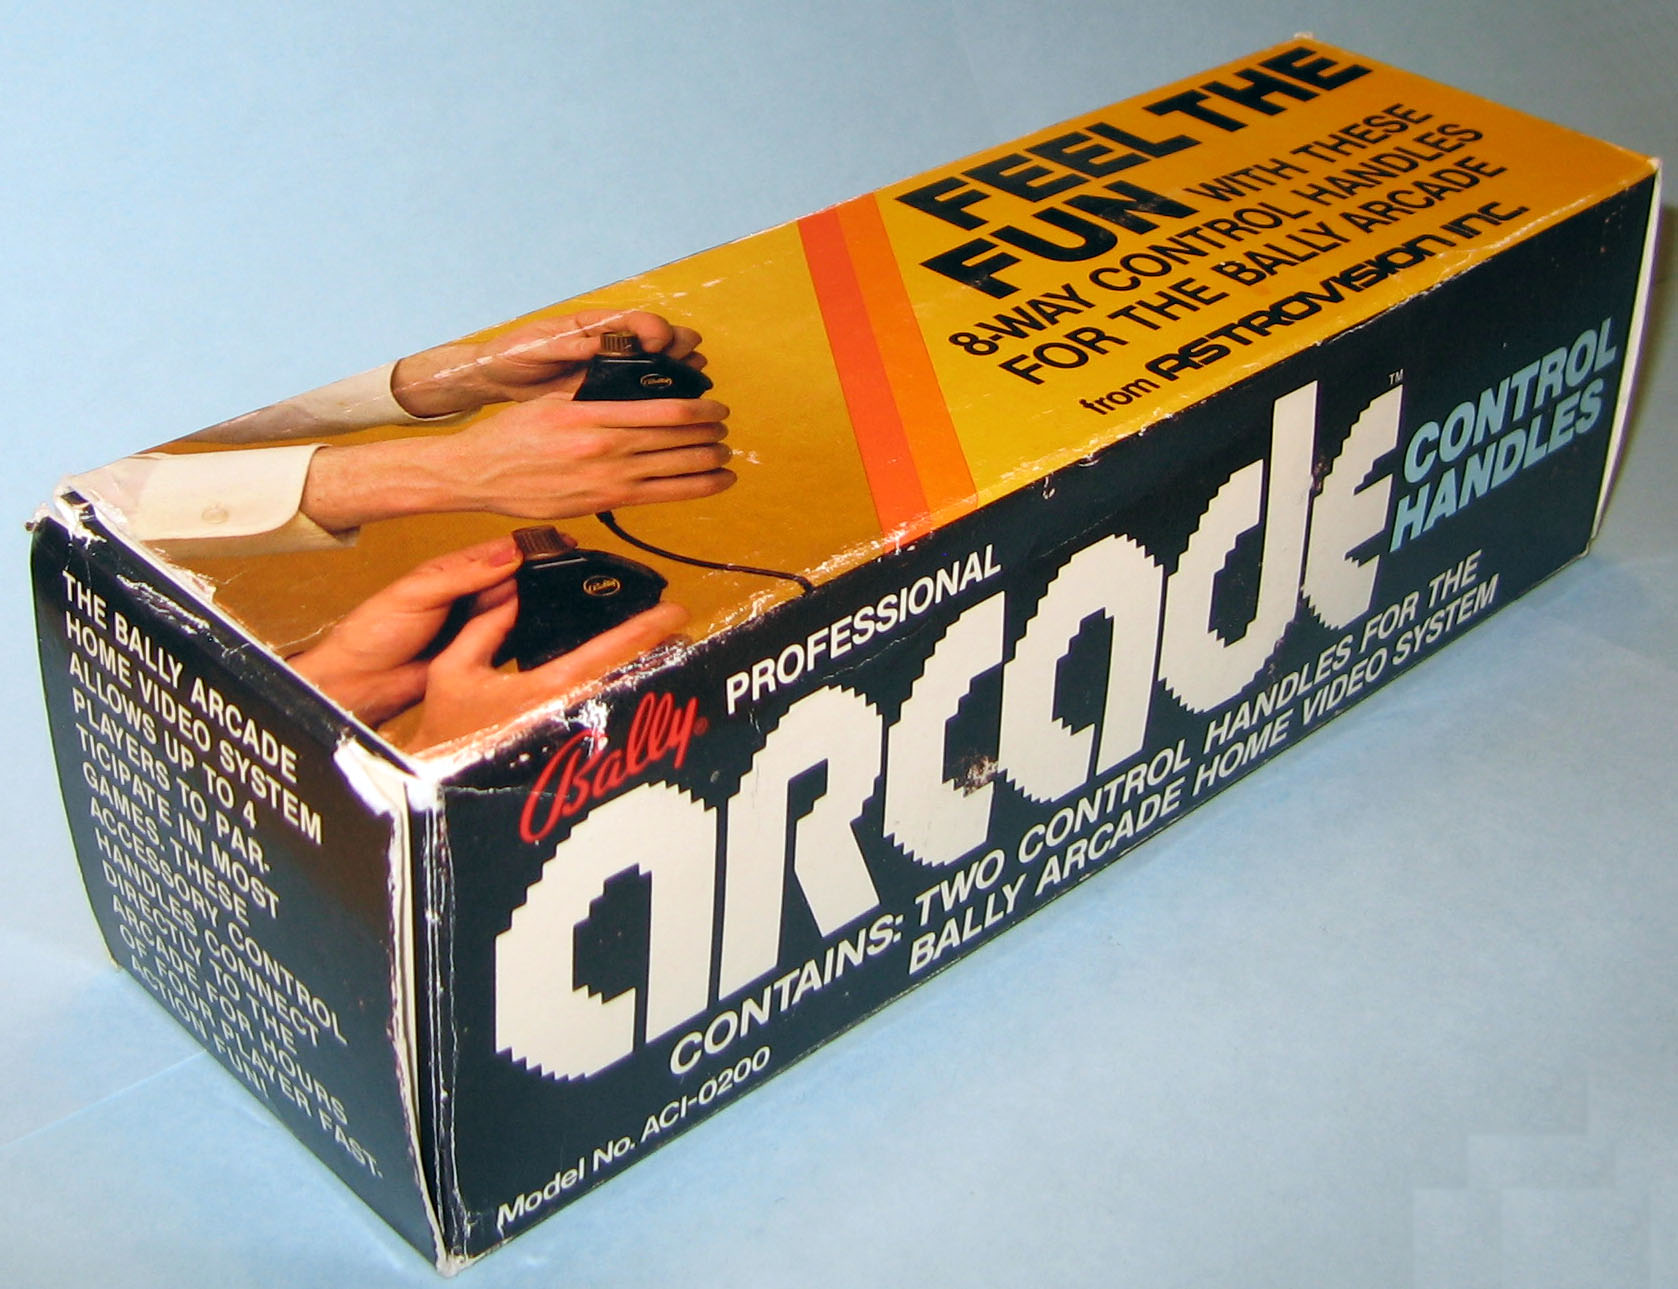 FEEL THE
FUN WITH THESE
8-WAY CONTROL HANDLES
FOR THE BALLY ARCADE
from ASTROVISION INC.
Bally
Bally
Bally® PROFESSIONAL
ARCADE™ CONTROL
HANDLES
CONTAINS: TWO CONTROL HANDLES FOR THE
BALLY ARCADE HOME VIDEO SYSTEM
Model No. ACI-0200
THE BALLY ARCADE
HOME VIDEO SYSTEM
ALLOWS UP TO 4
PLAYERS TO PAR-
TICIPATE IN MOST
GAMES. THESE
ACCESSORY CONTROL
HANDLES CONNECT
DIRECTLY TO THE
ARCADE FOR HOURS
OF FOUR PLAYER FAST-
ACTION FUN!